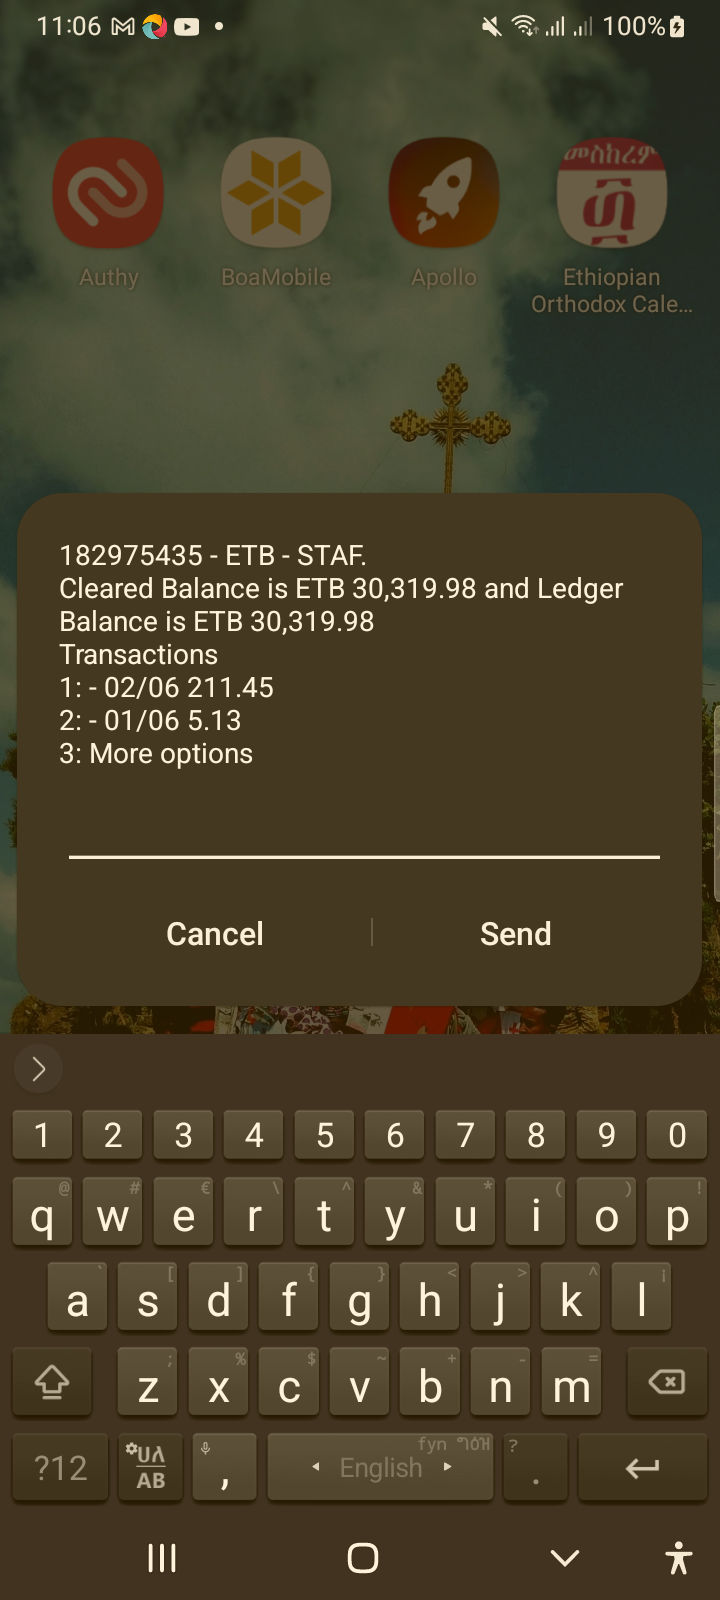 11:06
100%
መስከረም
፴
Authy
BoaMobile
Apollo
Ethiopian
Orthodox Cale...
182975435 - ETB - STAF.
Cleared Balance is ETB 30,319.98 and Ledger
Balance is ETB 30,319.98
Transactions
1: - 02/06 211.45
2: - 01/06 5.13
3: More options
Cancel
Send
1 2 3 4 5 6 7 8 9 0
@ # € \ ^ & * ( ) !
q w e r t y u i o p
` [ ] { } < > ^ ¡
a s d f g h j k l
; % $ ~ + - =
z x c v b n m
fyn ?
?12 AB , English .